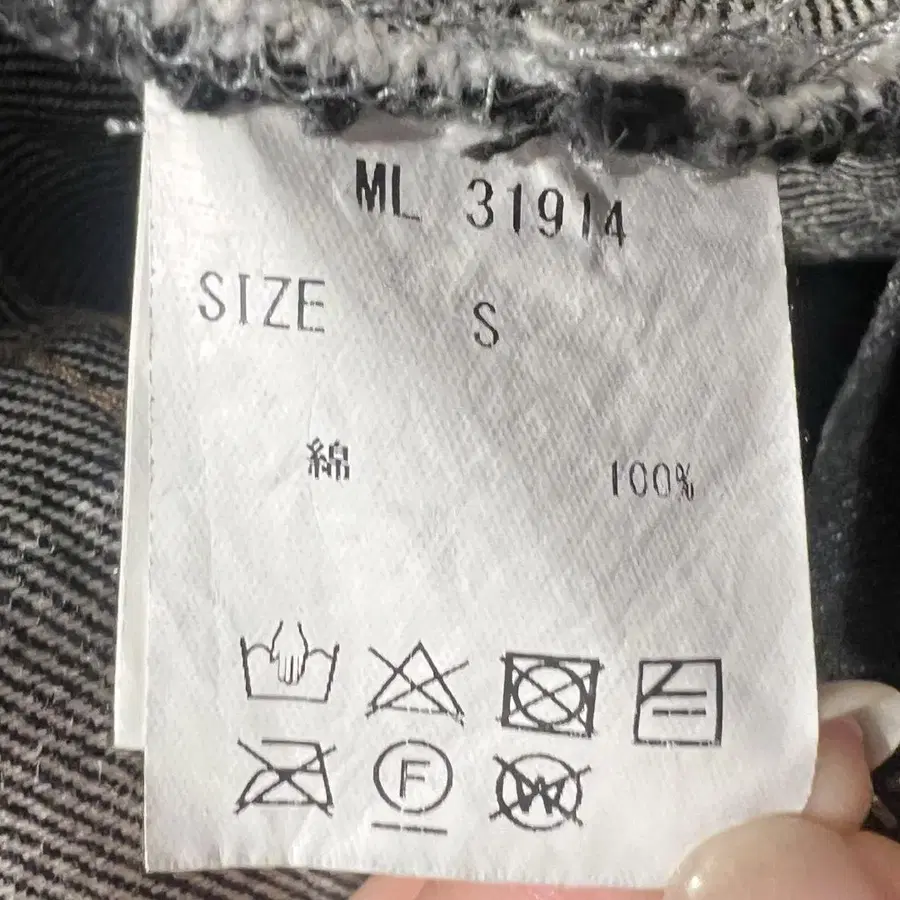 ML 31914
SIZE S
綿 100%
F W